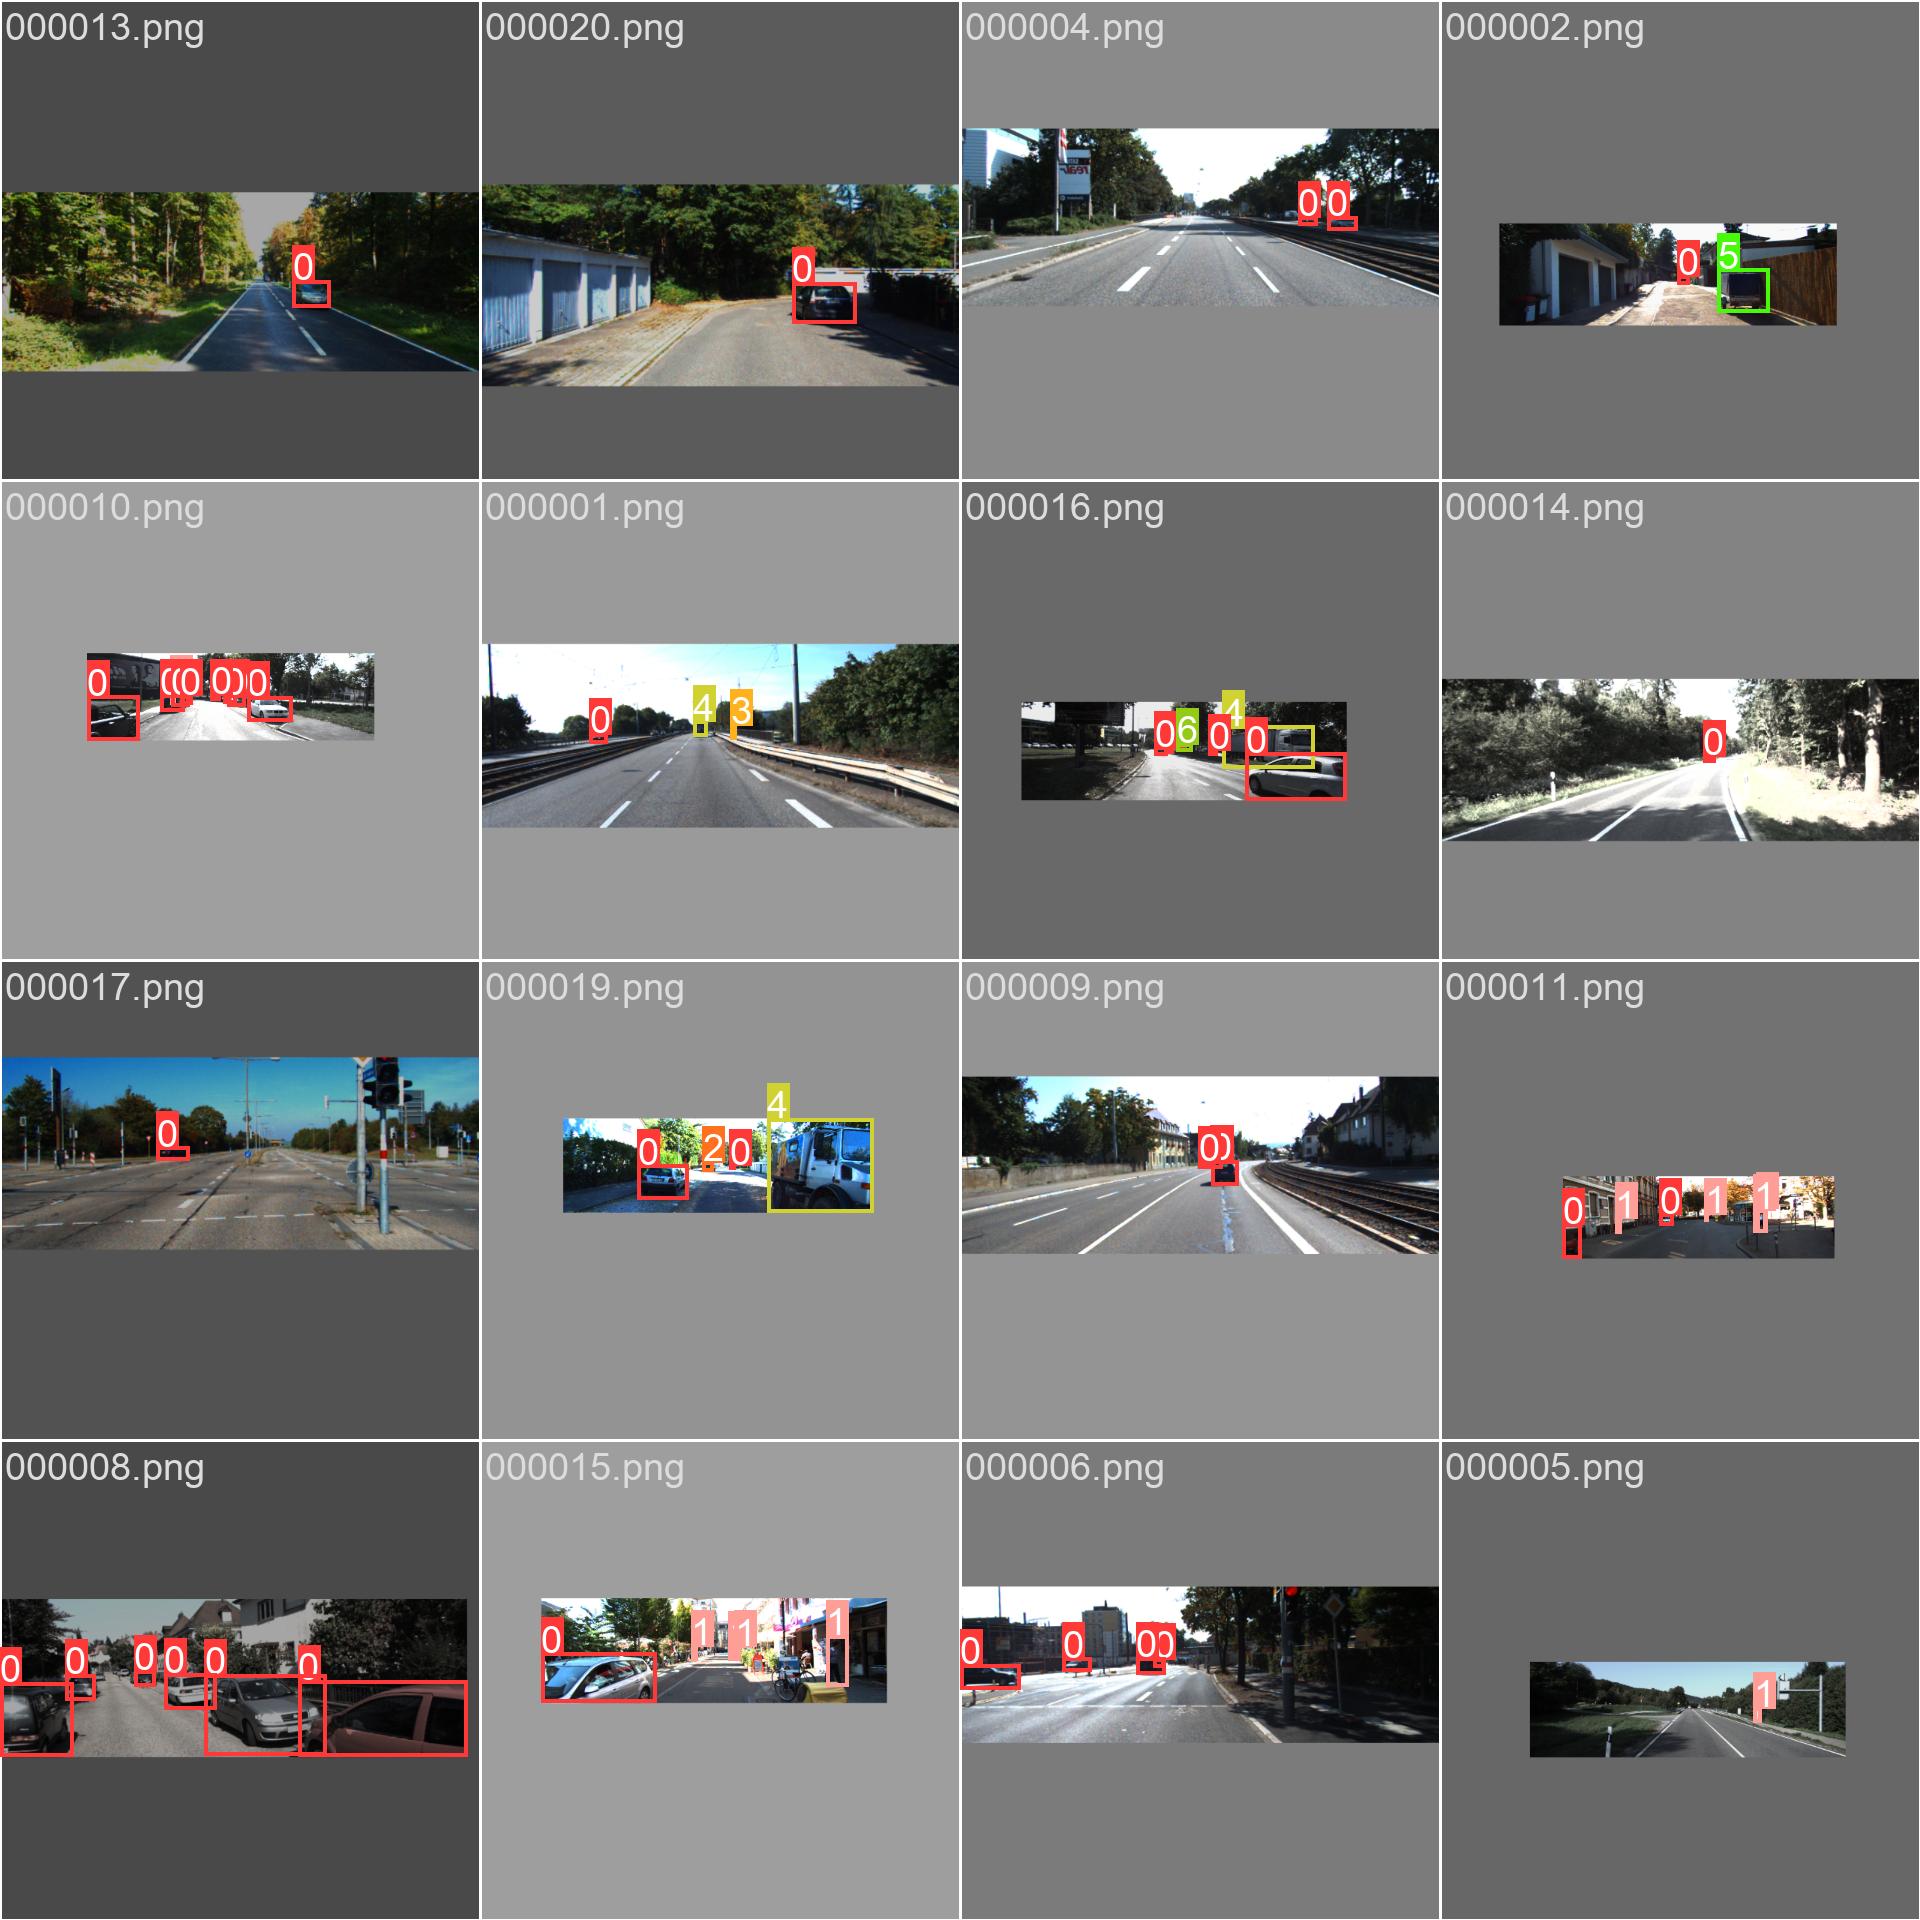 000013.png
0
000020.png
0
000004.png
0 0
000002.png
0 5
000010.png
0 0 0 0 0
000001.png
0 4 3
000016.png
0 6 0 4 0
000014.png
0
000017.png
0
000019.png
0 2 0 4
000009.png
0
000011.png
0 1 0 1 1
000008.png
0 0 0 0 0 0
000015.png
0 1 1 1
000006.png
0 0 0 0
000005.png
1